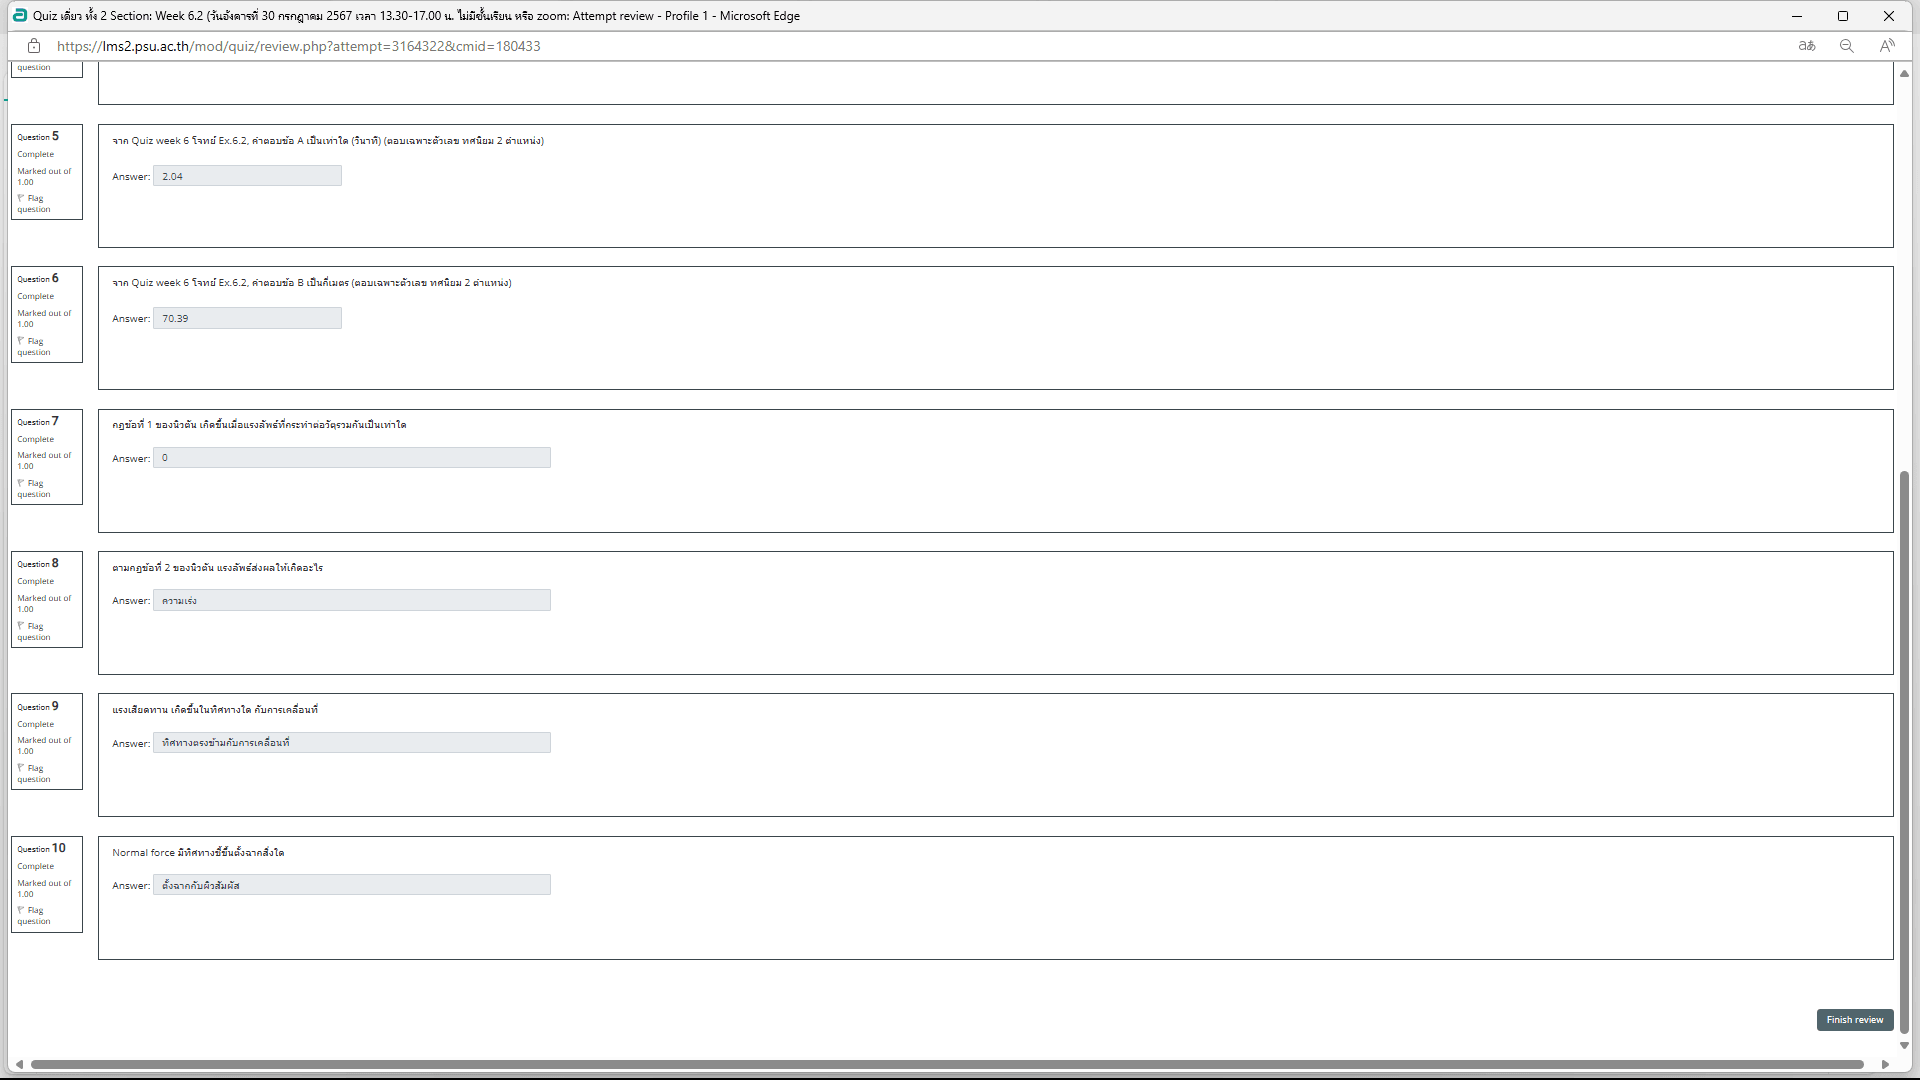 Quiz เดี่ยว ทั้ง 2 Section: Week 6.2 (วันอังคารที่ 30 กรกฎาคม 2567 เวลา 13.30-17.00 น. ไม่มีชั้นเรียน หรือ zoom: Attempt review - Profile 1 - Microsoft Edge
https://lms2.psu.ac.th/mod/quiz/review.php?attempt=3164322&cmid=180433
question
Question 5
Complete
Marked out of
1.00
Flag
question
จาก Quiz week 6 โจทย์ Ex.6.2, คำตอบข้อ A เป็นเท่าใด (วินาที) (ตอบเฉพาะตัวเลข ทศนิยม 2 ตำแหน่ง)
Answer: 2.04
Question 6
Complete
Marked out of
1.00
Flag
question
จาก Quiz week 6 โจทย์ Ex.6.2, คำตอบข้อ B เป็นกี่เมตร (ตอบเฉพาะตัวเลข ทศนิยม 2 ตำแหน่ง)
Answer: 70.39
Question 7
Complete
Marked out of
1.00
Flag
question
กฎข้อที่ 1 ของนิวตัน เกิดขึ้นเมื่อแรงลัพธ์ที่กระทำต่อวัตุรวมกันเป็นเท่าใด
Answer: 0
Question 8
Complete
Marked out of
1.00
Flag
question
ตามกฎข้อที่ 2 ของนิวตัน แรงลัพธ์ส่งผลให้เกิดอะไร
Answer: ความเร่ง
Question 9
Complete
Marked out of
1.00
Flag
question
แรงเสียดทาน เกิดขึ้นในทิศทางใด กับการเคลื่อนที่
Answer: ทิศทางตรงข้ามกับการเคลื่อนที่
Question 10
Complete
Marked out of
1.00
Flag
question
Normal force มีทิศทางชี้ขึ้นตั้งฉากสิ่งใด
Answer: ตั้งฉากกับผิวสัมผัส
Finish review